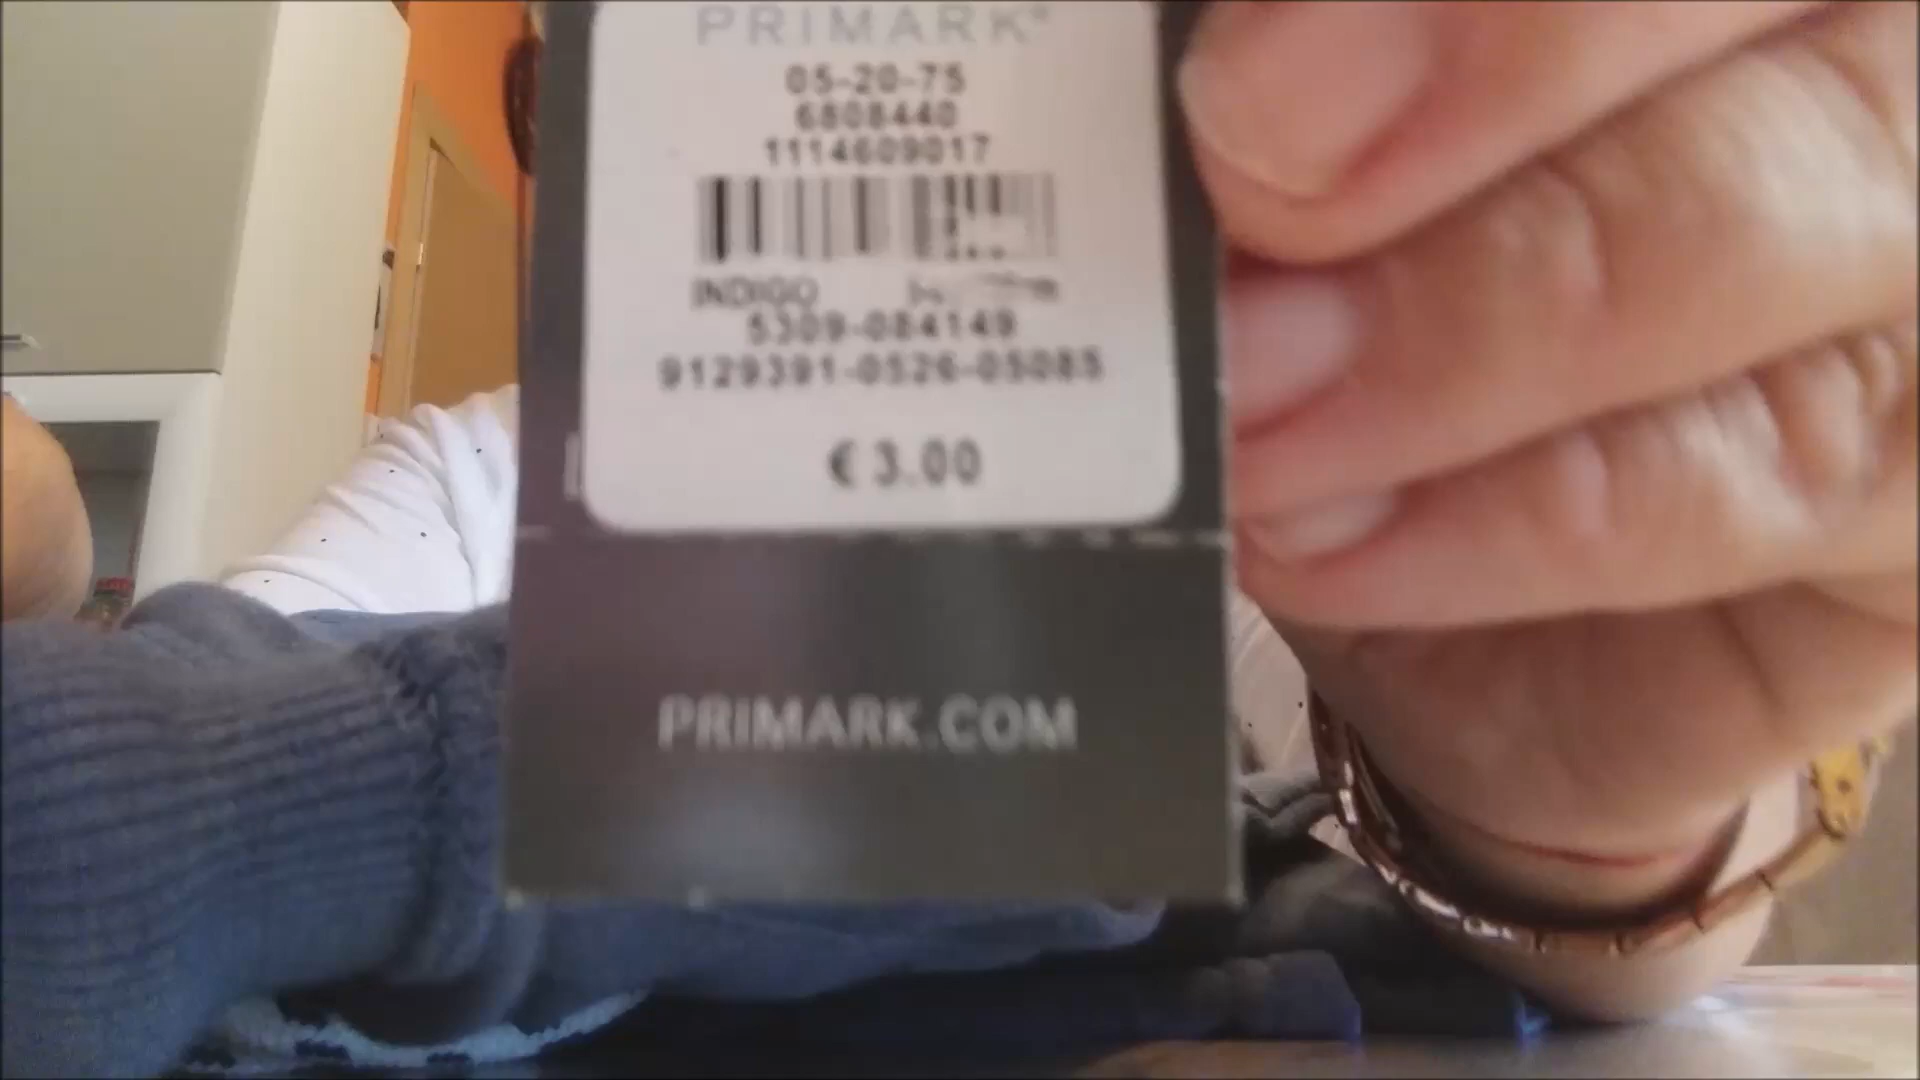 PRIMARK®
05-20-75
6808440
1114609017
INDIGO
5309-084149
9129391-0526-05085
€ 3.00
PRIMARK.COM